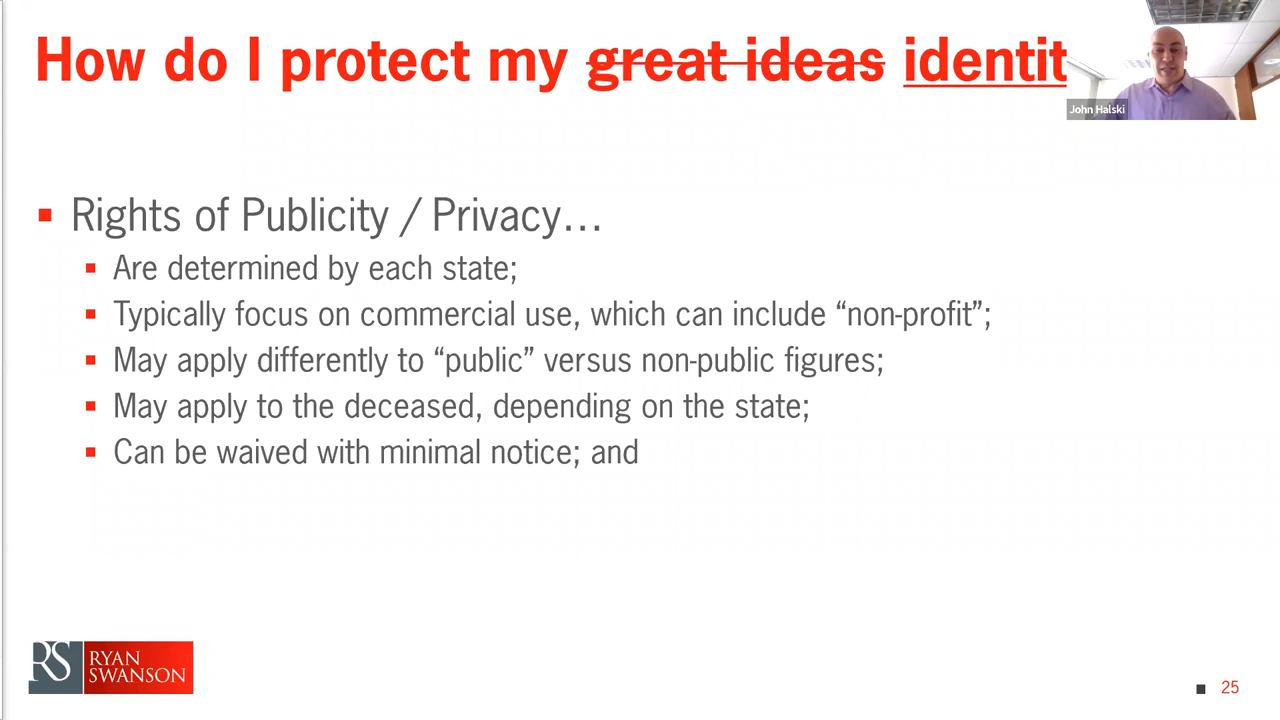 How do I protect my great ideas identit
John Halski
Rights of Publicity / Privacy…
Are determined by each state;
Typically focus on commercial use, which can include “non-profit”;
May apply differently to “public” versus non-public figures;
May apply to the deceased, depending on the state;
Can be waived with minimal notice; and
RS
RYAN
SWANSON
25